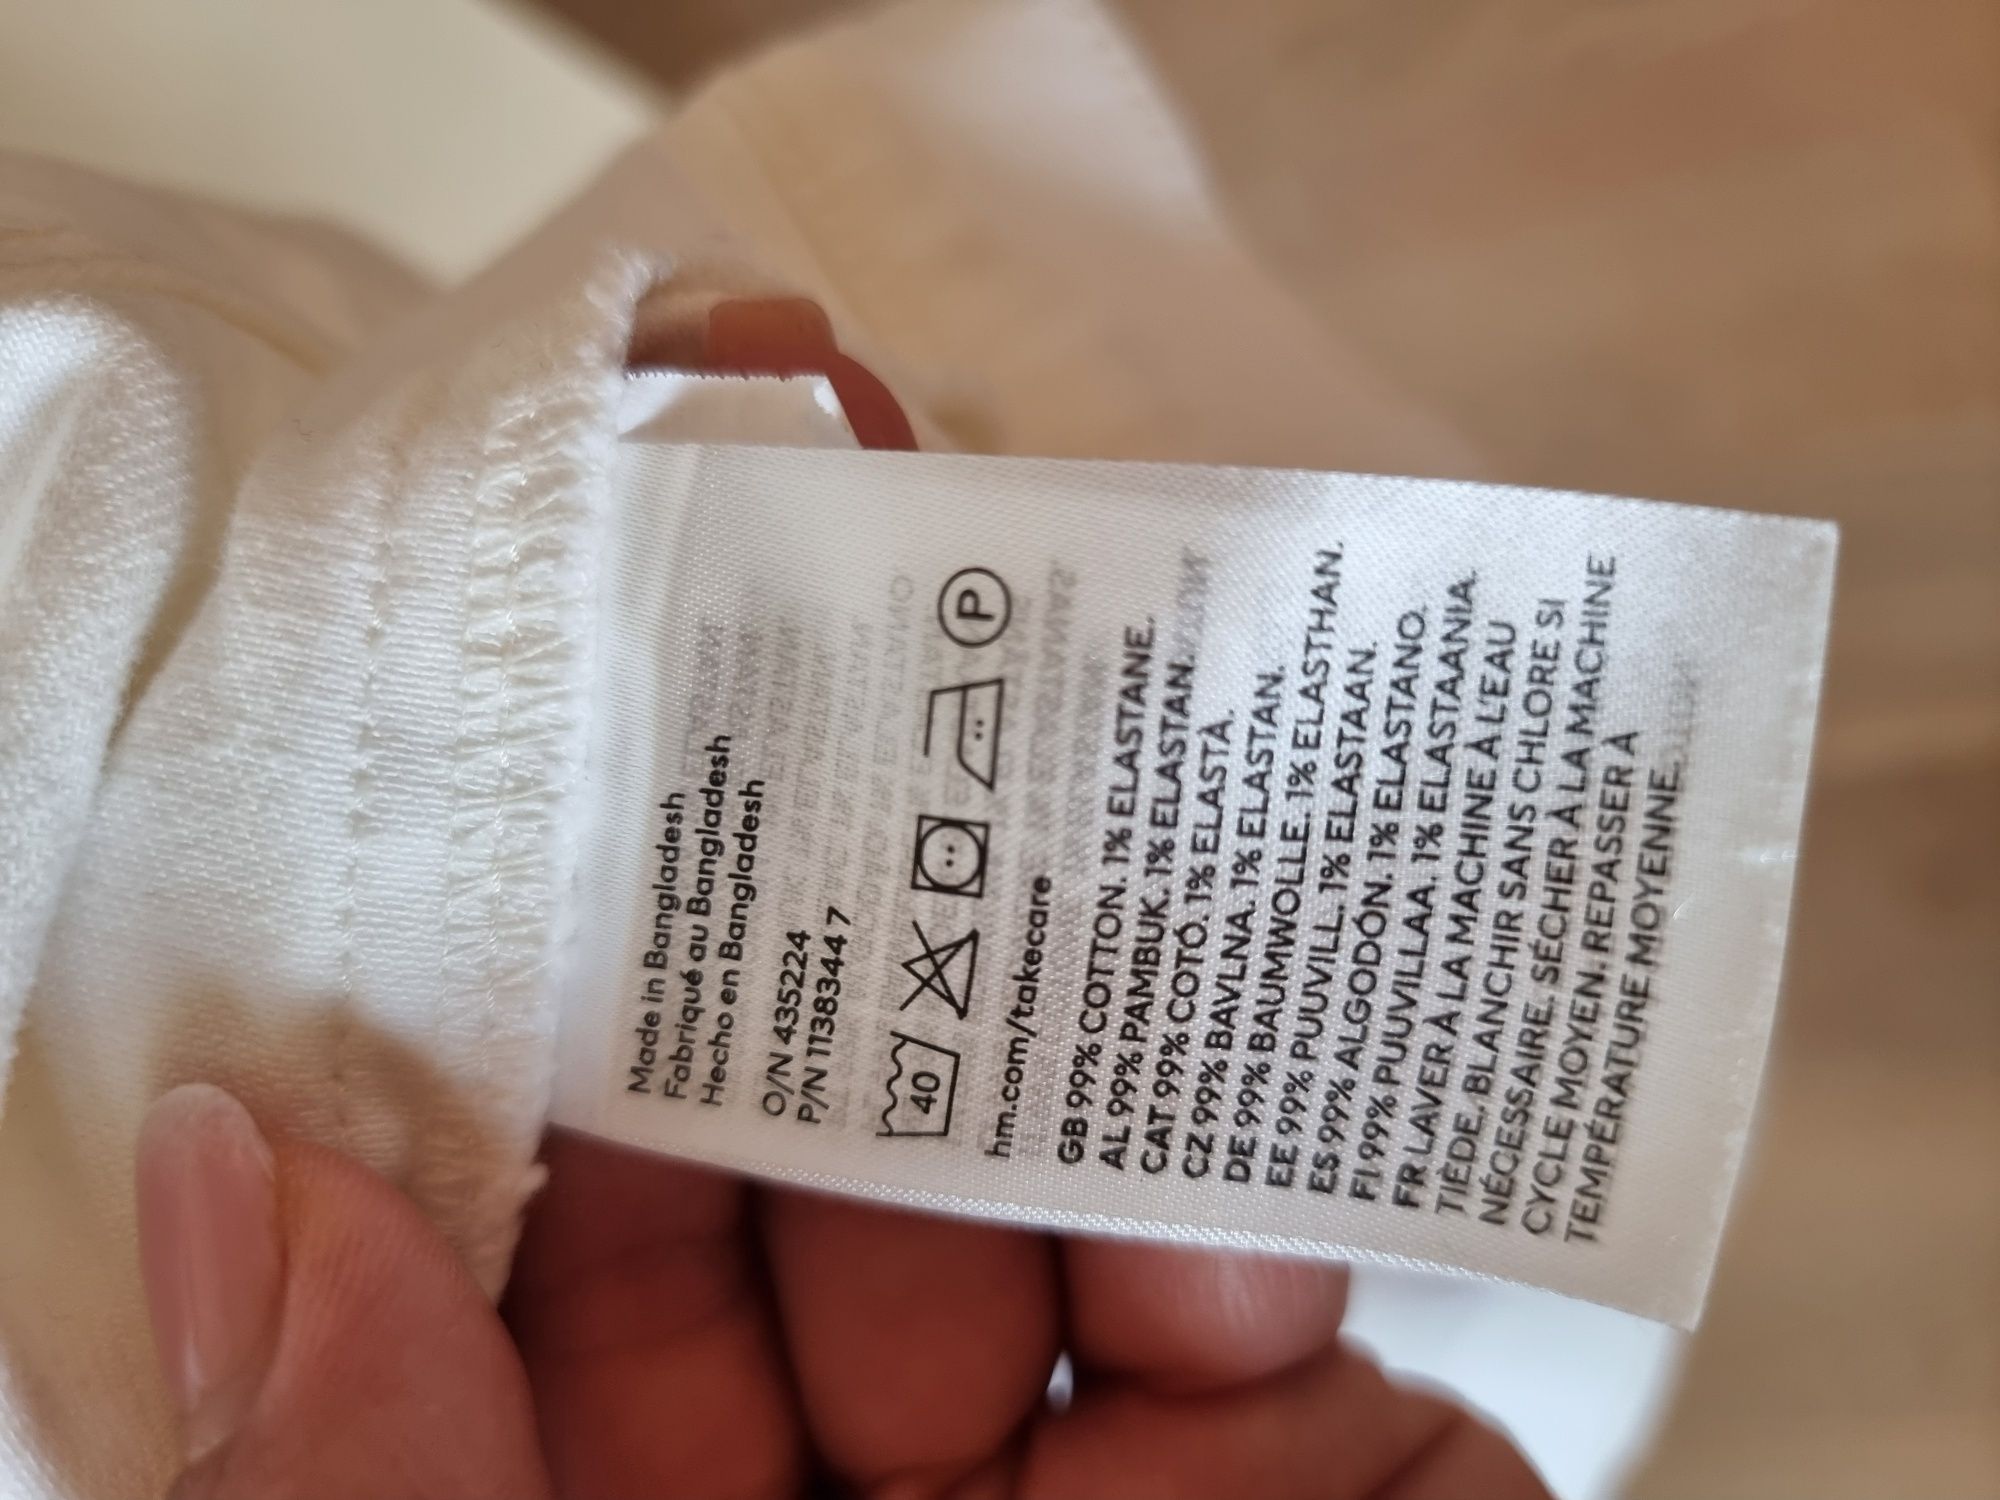 Made in Bangladesh
Fabriqué au Bangladesh
Hecho en Bangladesh
O/N 435224
P/N 1138344 7
40
P
hm.com/takecare
GB 99% COTTON. 1% ELASTANE.
AL 99% PAMBUK. 1% ELASTAN.
CAT 99% COTÓ. 1% ELASTÀ.
CZ 99% BAVLNA. 1% ELASTAN.
DE 99% BAUMWOLLE. 1% ELASTHAN.
EE 99% PUUVILL. 1% ELASTAAN.
ES 99% ALGODÓN. 1% ELASTANO.
FI 99% PUUVILLAA. 1% ELASTAANIA.
FR LAVER À LA MACHINE À L'EAU
TIÈDE. BLANCHIR SANS CHLORE SI
NÉCESSAIRE. SÉCHER À LA MACHINE
CYCLE MOYEN. REPASSER À
TEMPÉRATURE MOYENNE.